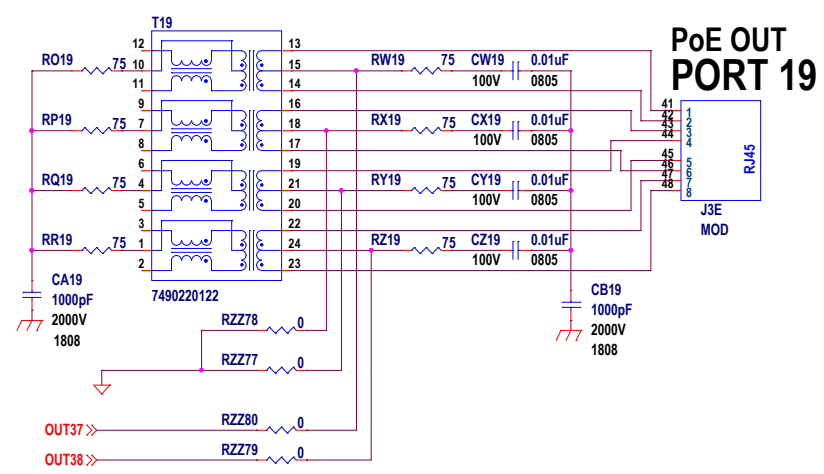 T19
PoE OUT
PORT 19
12 13
RO19 75 10 15 RW19 75 CW19 0.01uF
11 14 100V 0805
9 16
RP19 75 7 18 RX19 75 CX19 0.01uF
8 17 100V 0805
6 19
RQ19 75 4 21 RY19 75 CY19 0.01uF
5 20 100V 0805
3 22
RR19 75 1 24 RZ19 75 CZ19 0.01uF
2 23 100V 0805
41 1
42 2
43 3
44 4
45 5
46 6
47 7
48 8
RJ45
J3E
MOD
CA19
1000pF
2000V
1808
7490220122
CB19
1000pF
2000V
1808
RZZ78 0
RZZ77 0
OUT37 RZZ80 0
OUT38 RZZ79 0